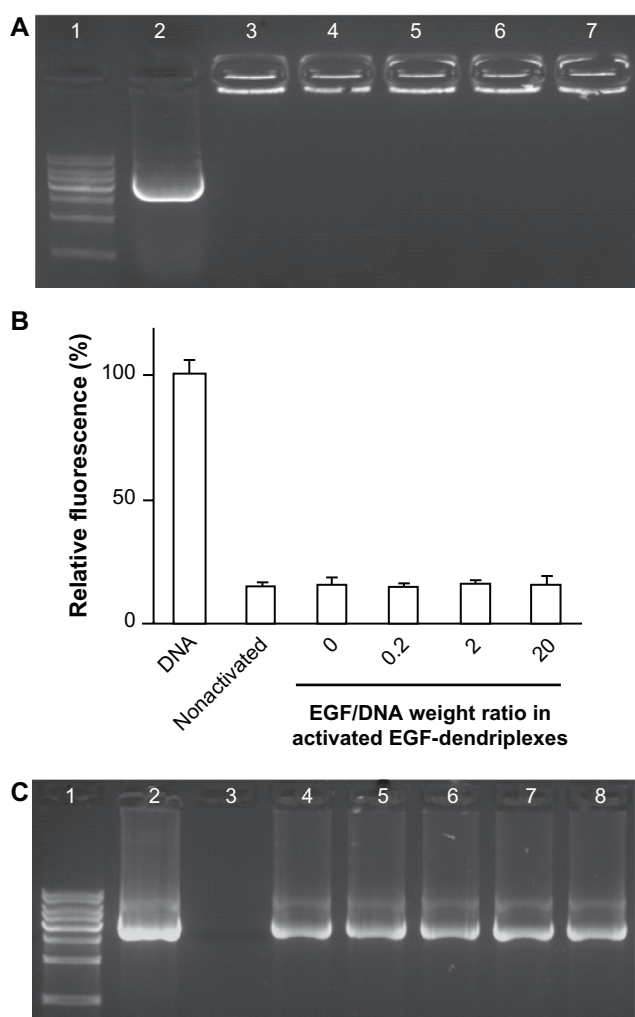 A
1 2 3 4 5 6 7
B
Relative fluorescence (%)
100
50
0
DNA
Nonactivated
0
0.2
2
20
EGF/DNA weight ratio in
activated EGF-dendriplexes
C
1 2 3 4 5 6 7 8